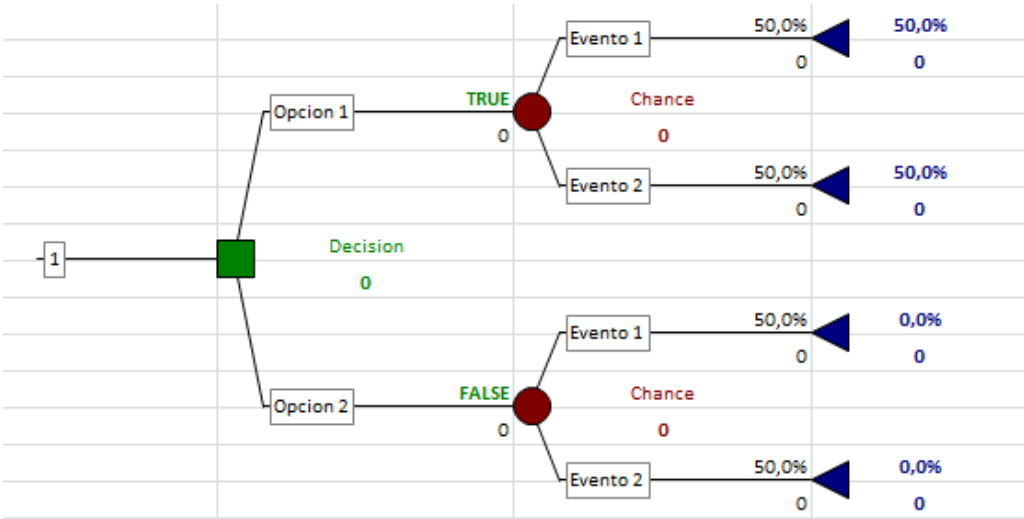 50,0% 50,0%
Evento 1
0 0
TRUE Chance
Opcion 1
0 0
50,0% 50,0%
Evento 2
0 0
Decision
1
0
50,0% 0,0%
Evento 1
0 0
FALSE Chance
Opcion 2
0 0
50,0% 0,0%
Evento 2
0 0